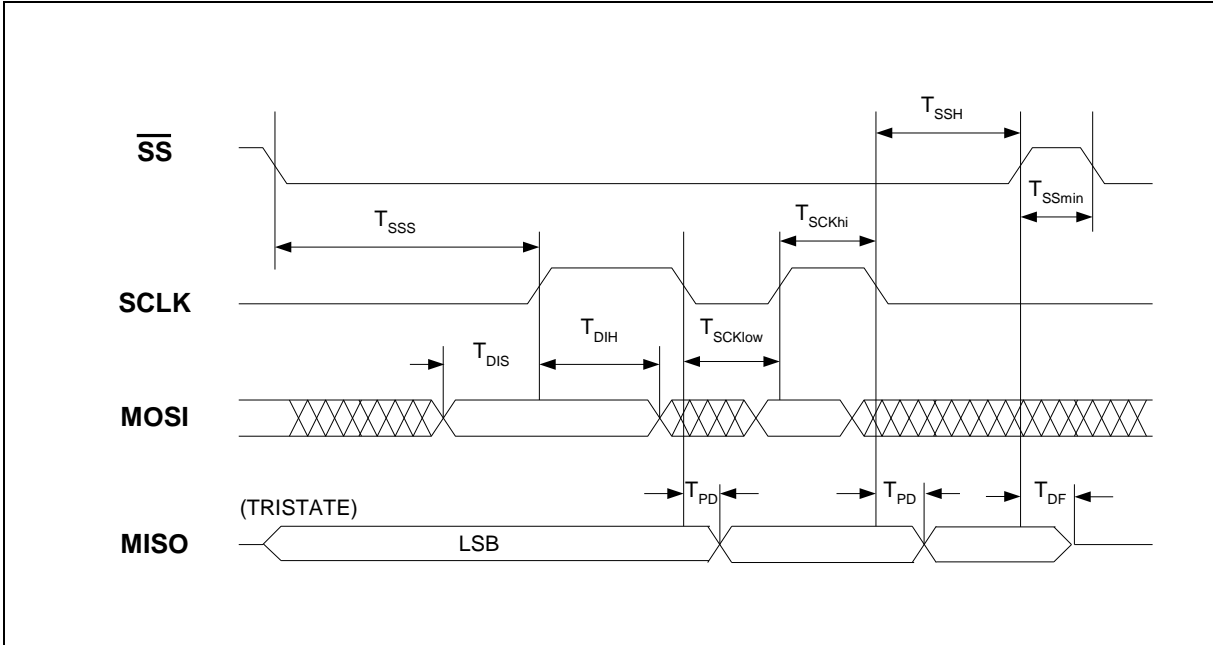 T_SSH
SS
T_SSmin
T_SSS
T_SCKhi
SCLK
T_DIS
T_DIH
T_SCKlow
MOSI
(TRISTATE)
T_PD
T_PD
T_DF
MISO
LSB